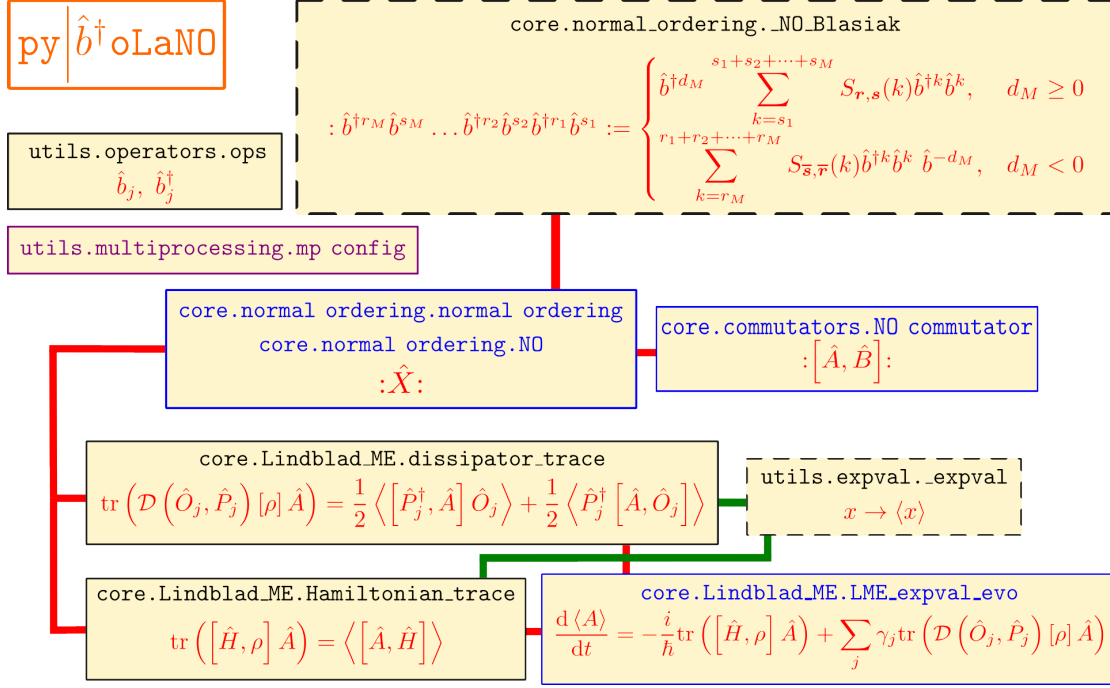 py|b̂†oLaNO
core.normal_ordering._NO_Blasiak
: b̂^{†r_M} b̂^{s_M} … b̂^{†r_2} b̂^{s_2} b̂^{†r_1} b̂^{s_1} := { b̂^{†d_M} ∑_{k=s_1}^{s_1+s_2+⋯+s_M} S_{r,s}(k) b̂^{†k} b̂^k, d_M ≥ 0
∑_{k=r_M}^{r_1+r_2+⋯+r_M} S_{s̅,r̅}(k) b̂^{†k} b̂^k b̂^{-d_M}, d_M < 0
utils.operators.ops
b̂_j, b̂_j^†
utils.multiprocessing.mp config
core.normal ordering.normal ordering
core.normal ordering.NO
:X̂:
core.commutators.NO commutator
:[Â, B̂]:
core.Lindblad_ME.dissipator_trace
tr(𝒟(Ô_j, P̂_j)[ρ] Â) = 1/2 ⟨[P̂_j^†, Â] Ô_j⟩ + 1/2 ⟨P̂_j^† [Â, Ô_j]⟩
utils.expval._expval
x → ⟨x⟩
core.Lindblad_ME.Hamiltonian_trace
tr([Ĥ, ρ] Â) = ⟨[Â, Ĥ]⟩
core.Lindblad_ME.LME_expval_evo
d⟨A⟩/dt = −i/ħ tr([Ĥ, ρ] Â) + ∑_j γ_j tr(𝒟(Ô_j, P̂_j)[ρ] Â)